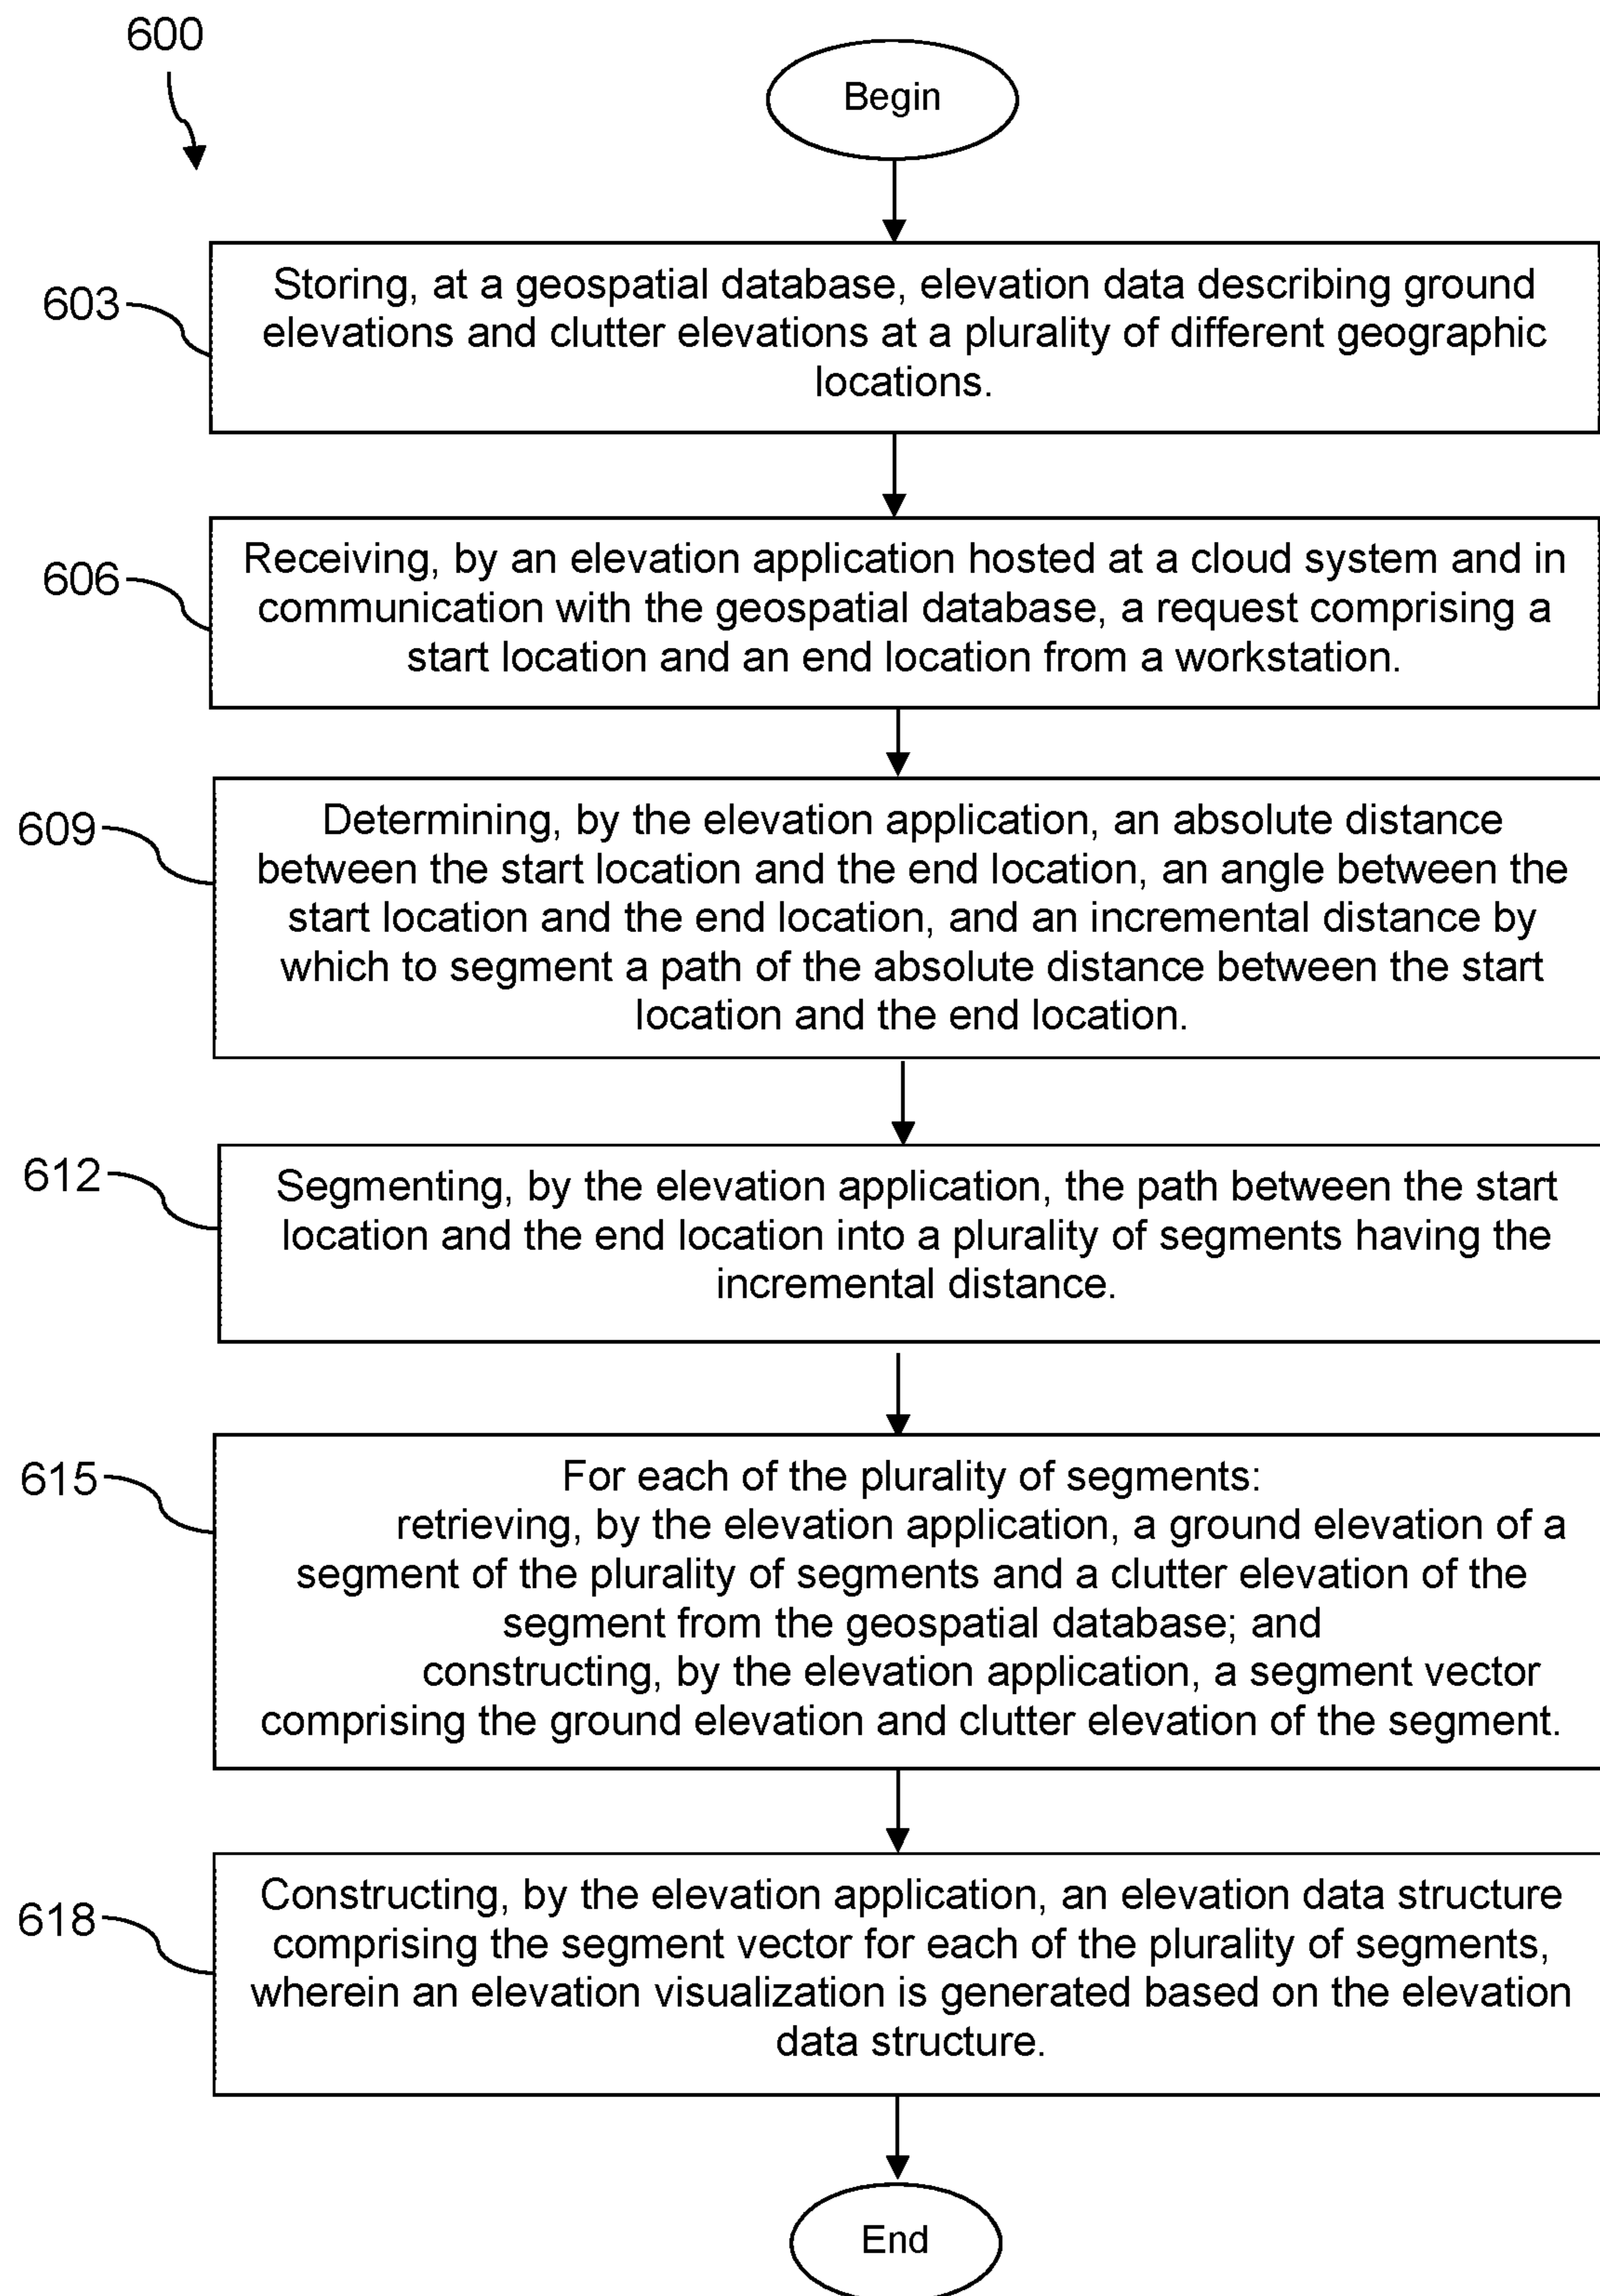 600
Begin
603
Storing, at a geospatial database, elevation data describing ground
elevations and clutter elevations at a plurality of different geographic
locations.
606
Receiving, by an elevation application hosted at a cloud system and in
communication with the geospatial database, a request comprising a
start location and an end location from a workstation.
609
Determining, by the elevation application, an absolute distance
between the start location and the end location, an angle between the
start location and the end location, and an incremental distance by
which to segment a path of the absolute distance between the start
location and the end location.
612
Segmenting, by the elevation application, the path between the start
location and the end location into a plurality of segments having the
incremental distance.
615
For each of the plurality of segments:
retrieving, by the elevation application, a ground elevation of a
segment of the plurality of segments and a clutter elevation of the
segment from the geospatial database; and
constructing, by the elevation application, a segment vector
comprising the ground elevation and clutter elevation of the segment.
618
Constructing, by the elevation application, an elevation data structure
comprising the segment vector for each of the plurality of segments,
wherein an elevation visualization is generated based on the elevation
data structure.
End